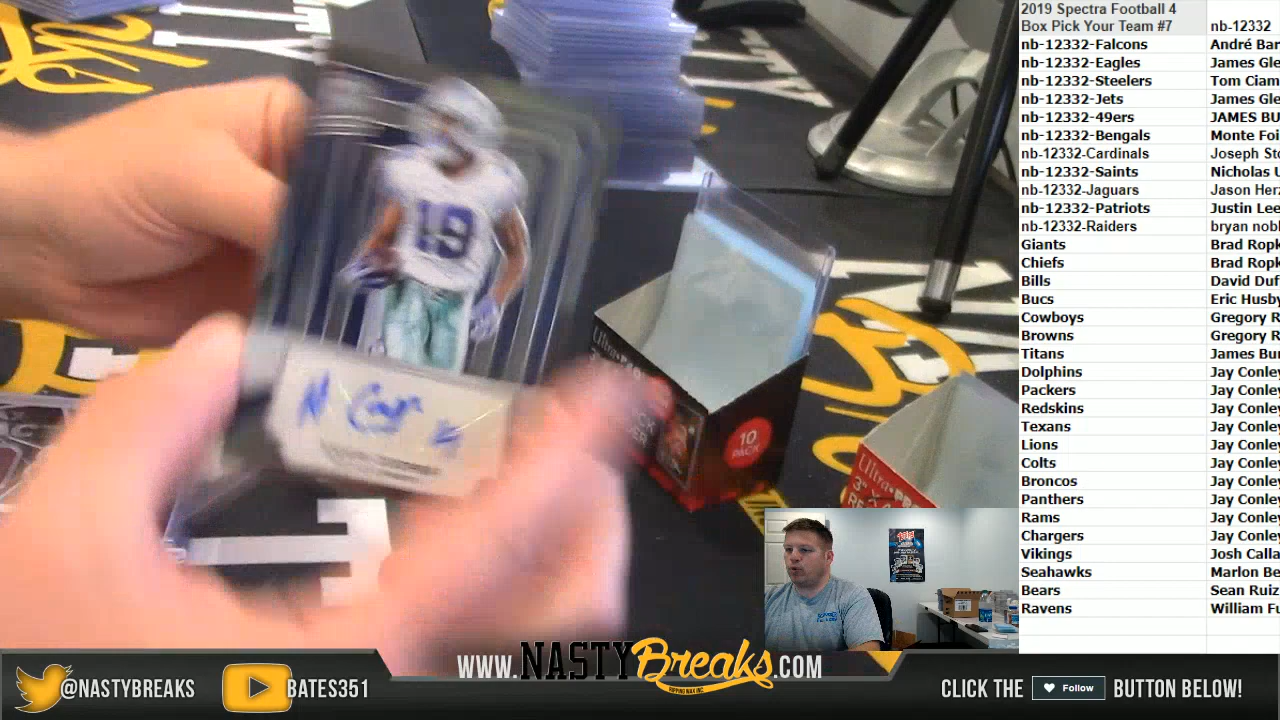 2019 Spectra Football 4
Box Pick Your Team #7 nb-12332
nb-12332-Falcons André Bar
nb-12332-Eagles James Gle
nb-12332-Steelers Tom Ciam
nb-12332-Jets James Gle
nb-12332-49ers JAMES BU
nb-12332-Bengals Monte Foi
nb-12332-Cardinals Joseph Sto
nb-12332-Saints Nicholas U
nb-12332-Jaguars Jason Herz
nb-12332-Patriots Justin Lee
nb-12332-Raiders bryan nobl
Giants Brad Ropk
Chiefs Brad Ropk
Bills David Duf
Bucs Eric Husby
Cowboys Gregory R
Browns Gregory R
Titans James Bur
Dolphins Jay Conley
Packers Jay Conley
Redskins Jay Conley
Texans Jay Conley
Lions Jay Conley
Colts Jay Conley
Broncos Jay Conley
Panthers Jay Conley
Rams Jay Conley
Chargers Jay Conley
Vikings Josh Calla
Seahawks Marlon Be
Bears Sean Ruiz
Ravens William Fu
19
10
PACK
Ultra
3"
WWW.NASTYBreaks.COM
RIPPING WAX INC
@NASTYBREAKS
BATES351
CLICK THE Follow BUTTON BELOW!